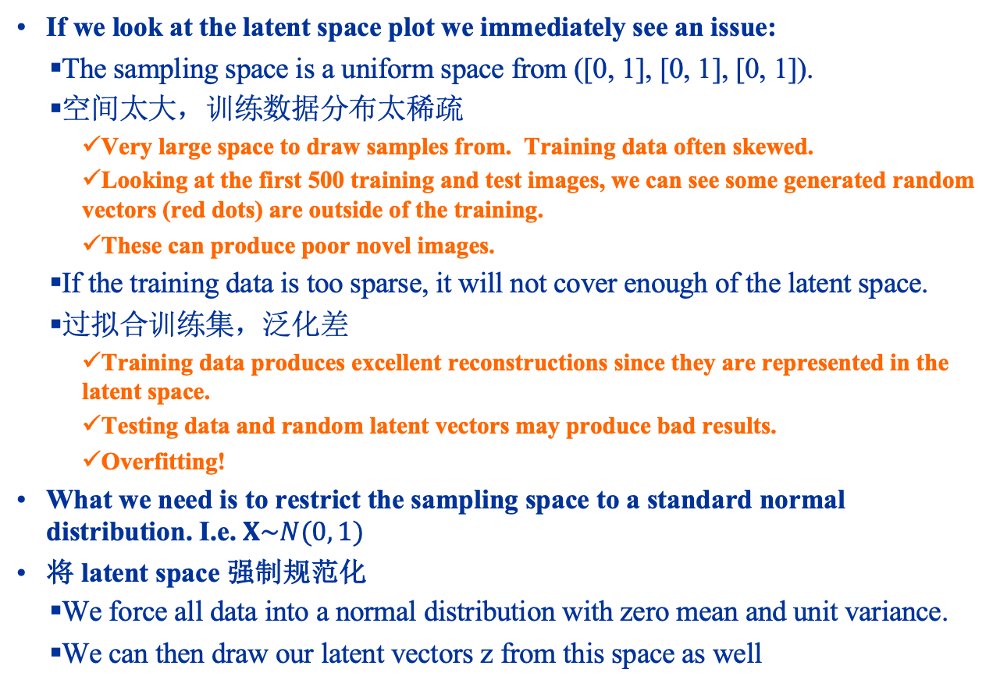 • If we look at the latent space plot we immediately see an issue:
▪The sampling space is a uniform space from ([0, 1], [0, 1], [0, 1]).
▪空间太大，训练数据分布太稀疏
✓Very large space to draw samples from. Training data often skewed.
✓Looking at the first 500 training and test images, we can see some generated random
vectors (red dots) are outside of the training.
✓These can produce poor novel images.
▪If the training data is too sparse, it will not cover enough of the latent space.
▪过拟合训练集，泛化差
✓Training data produces excellent reconstructions since they are represented in the
latent space.
✓Testing data and random latent vectors may produce bad results.
✓Overfitting!
• What we need is to restrict the sampling space to a standard normal
distribution. I.e. X~N(0, 1)
• 将 latent space 强制规范化
▪We force all data into a normal distribution with zero mean and unit variance.
▪We can then draw our latent vectors z from this space as well